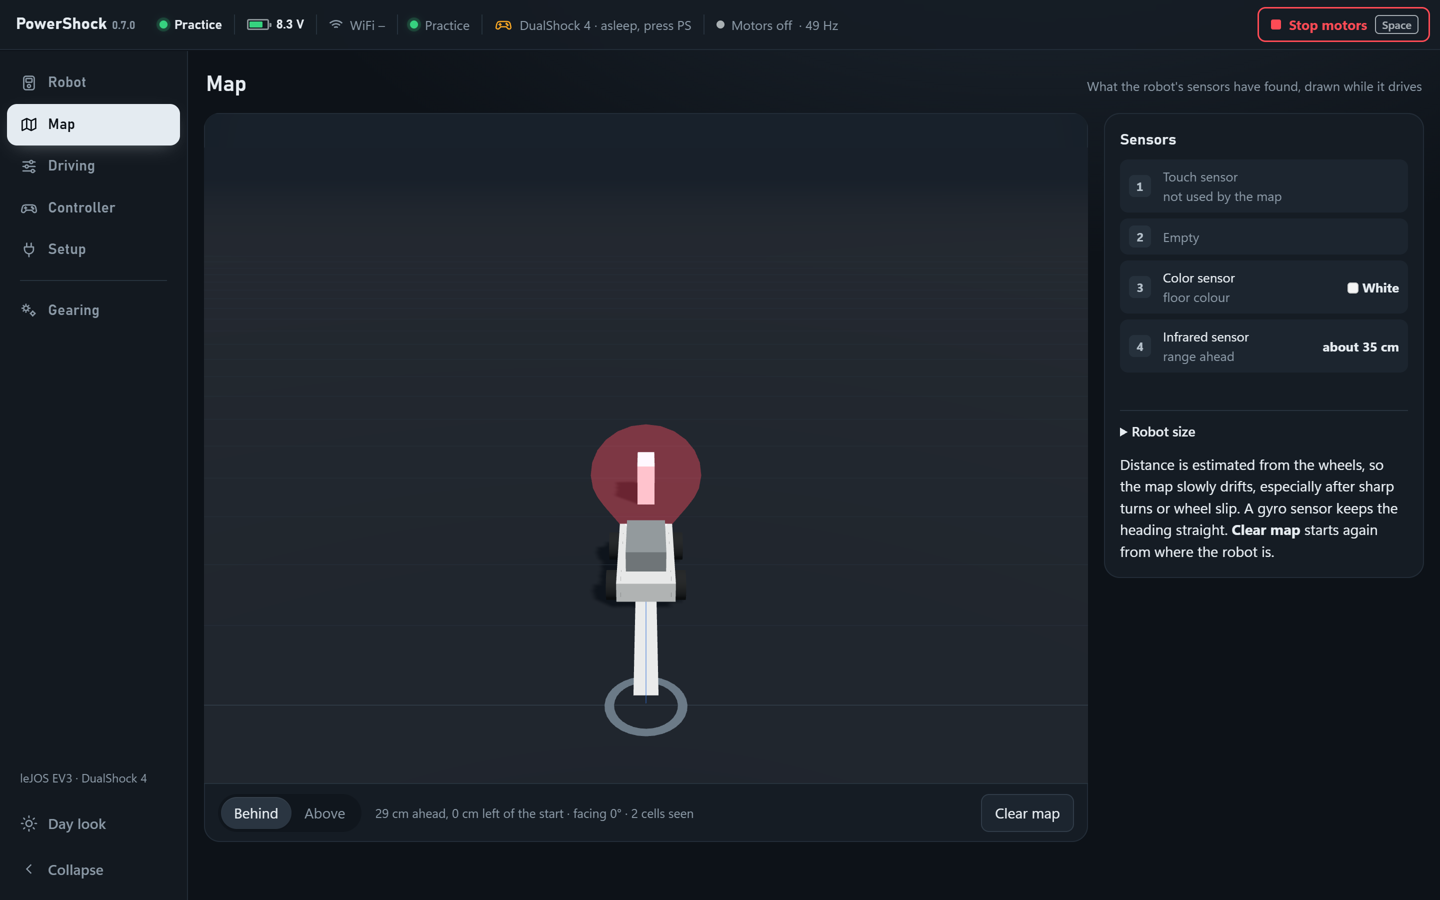 PowerShock 0.7.0
Practice
8.3 V
WiFi –
Practice
DualShock 4 · asleep, press PS
Motors off · 49 Hz
Stop motors Space
Robot
Map
Driving
Controller
Setup
Gearing
leJOS EV3 · DualShock 4
Day look
Collapse
Map
What the robot's sensors have found, drawn while it drives
Behind
Above
29 cm ahead, 0 cm left of the start · facing 0° · 2 cells seen
Clear map
Sensors
1
Touch sensor
not used by the map
2
Empty
3
Color sensor
floor colour
White
4
Infrared sensor
range ahead
about 35 cm
Robot size
Distance is estimated from the wheels, so
the map slowly drifts, especially after sharp
turns or wheel slip. A gyro sensor keeps the
heading straight. Clear map starts again
from where the robot is.